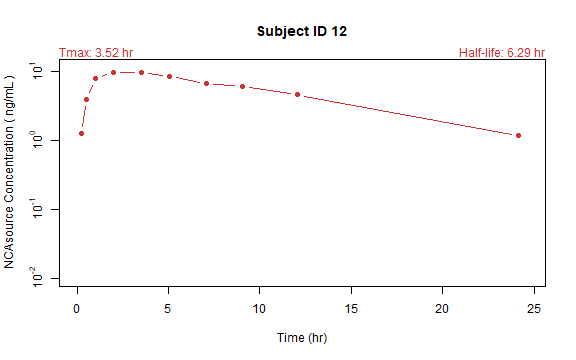 Subject ID 12
Tmax: 3.52 hr
Half-life: 6.29 hr
NCAsource Concentration ( ng/mL )
10^1
10^0
10^-1
10^-2
0 5 10 15 20 25
Time (hr)